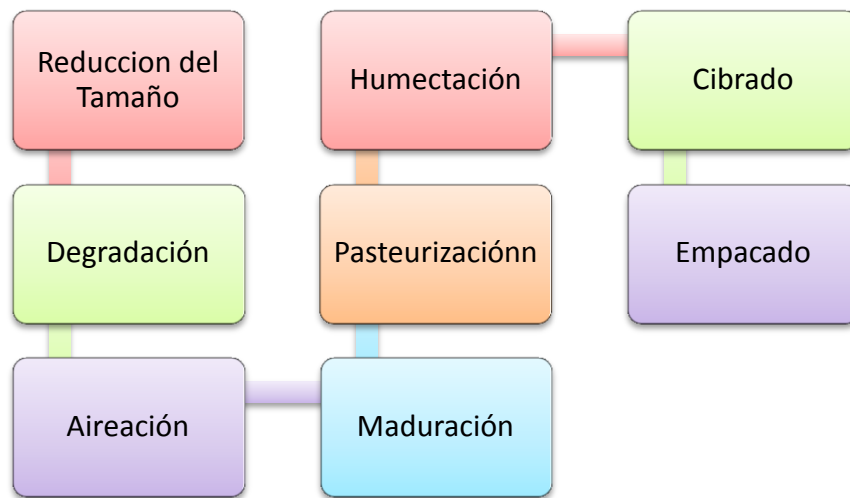 Reduccion del
Tamaño
Degradación
Aireación
Maduración
Pasteurizaciónn
Humectación
Cibrado
Empacado